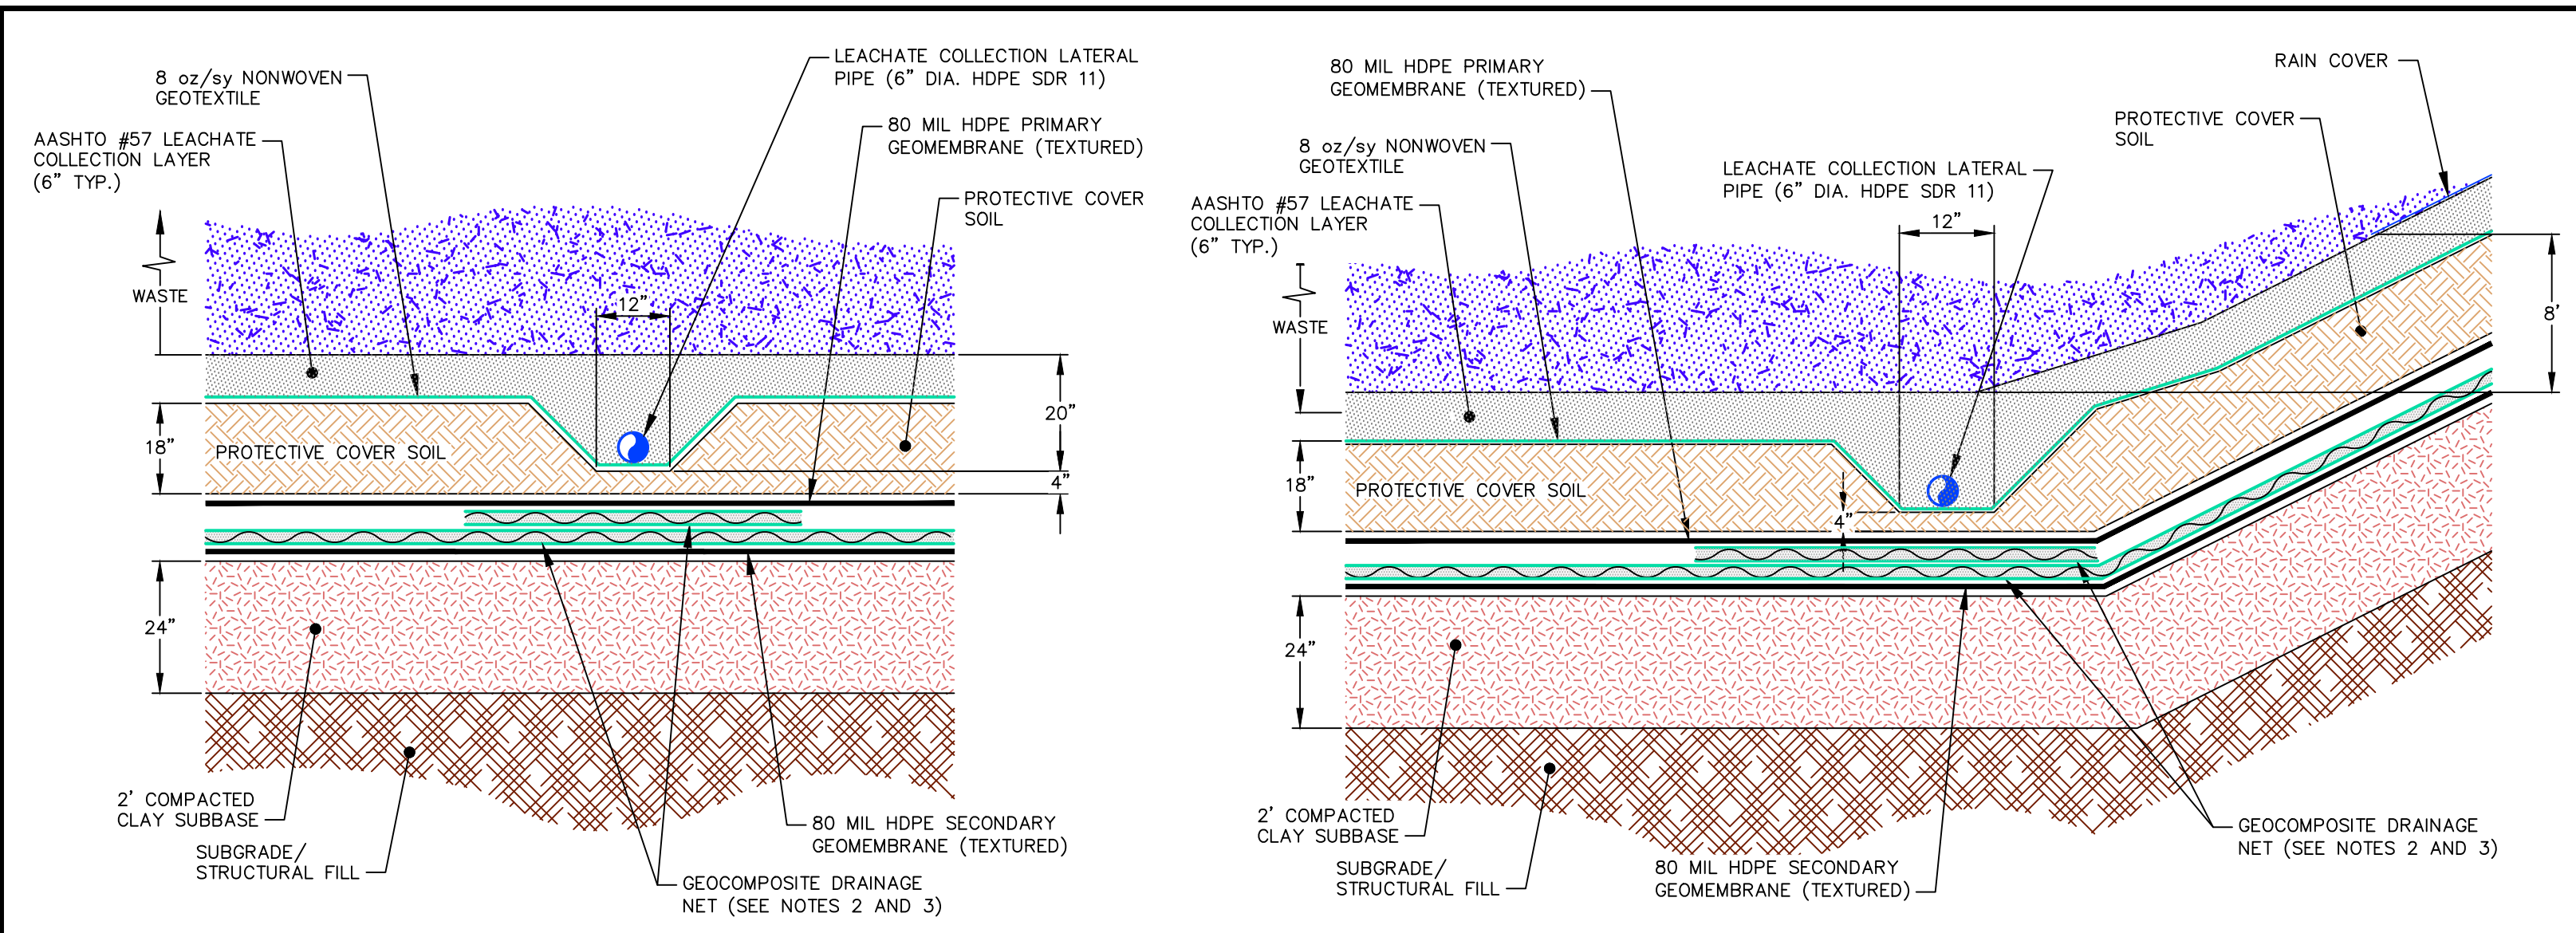 8 oz/sy NONWOVEN
GEOTEXTILE
AASHTO #57 LEACHATE
COLLECTION LAYER
(6” TYP.)
LEACHATE COLLECTION LATERAL
PIPE (6” DIA. HDPE SDR 11)
80 MIL HDPE PRIMARY
GEOMEMBRANE (TEXTURED)
PROTECTIVE COVER
SOIL
WASTE
12”
20”
18”
PROTECTIVE COVER SOIL
4”
24”
2’ COMPACTED
CLAY SUBBASE
SUBGRADE/
STRUCTURAL FILL
80 MIL HDPE SECONDARY
GEOMEMBRANE (TEXTURED)
GEOCOMPOSITE DRAINAGE
NET (SEE NOTES 2 AND 3)
80 MIL HDPE PRIMARY
GEOMEMBRANE (TEXTURED)
8 oz/sy NONWOVEN
GEOTEXTILE
AASHTO #57 LEACHATE
COLLECTION LAYER
(6” TYP.)
LEACHATE COLLECTION LATERAL
PIPE (6” DIA. HDPE SDR 11)
RAIN COVER
PROTECTIVE COVER
SOIL
12”
WASTE
8’
18”
PROTECTIVE COVER SOIL
4”
24”
2’ COMPACTED
CLAY SUBBASE
SUBGRADE/
STRUCTURAL FILL
80 MIL HDPE SECONDARY
GEOMEMBRANE (TEXTURED)
GEOCOMPOSITE DRAINAGE
NET (SEE NOTES 2 AND 3)